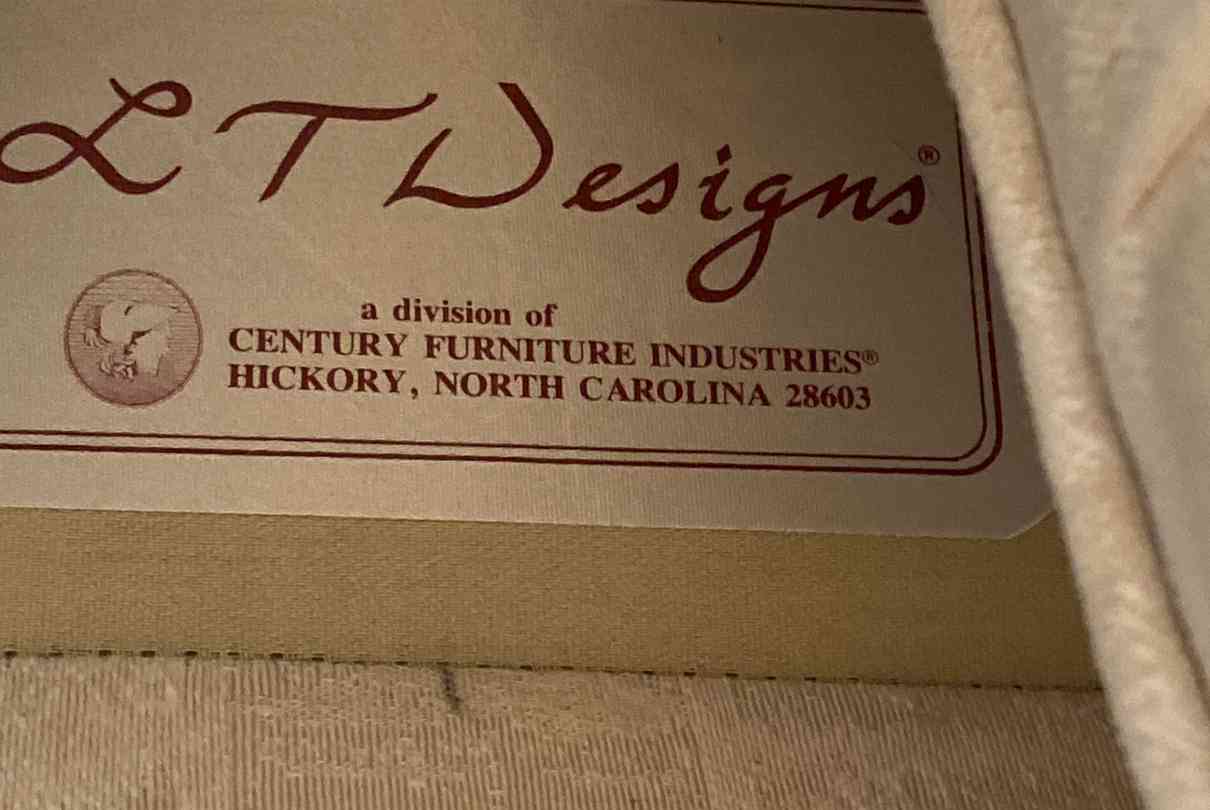 LT Designs®
a division of
CENTURY FURNITURE INDUSTRIES®
HICKORY, NORTH CAROLINA 28603